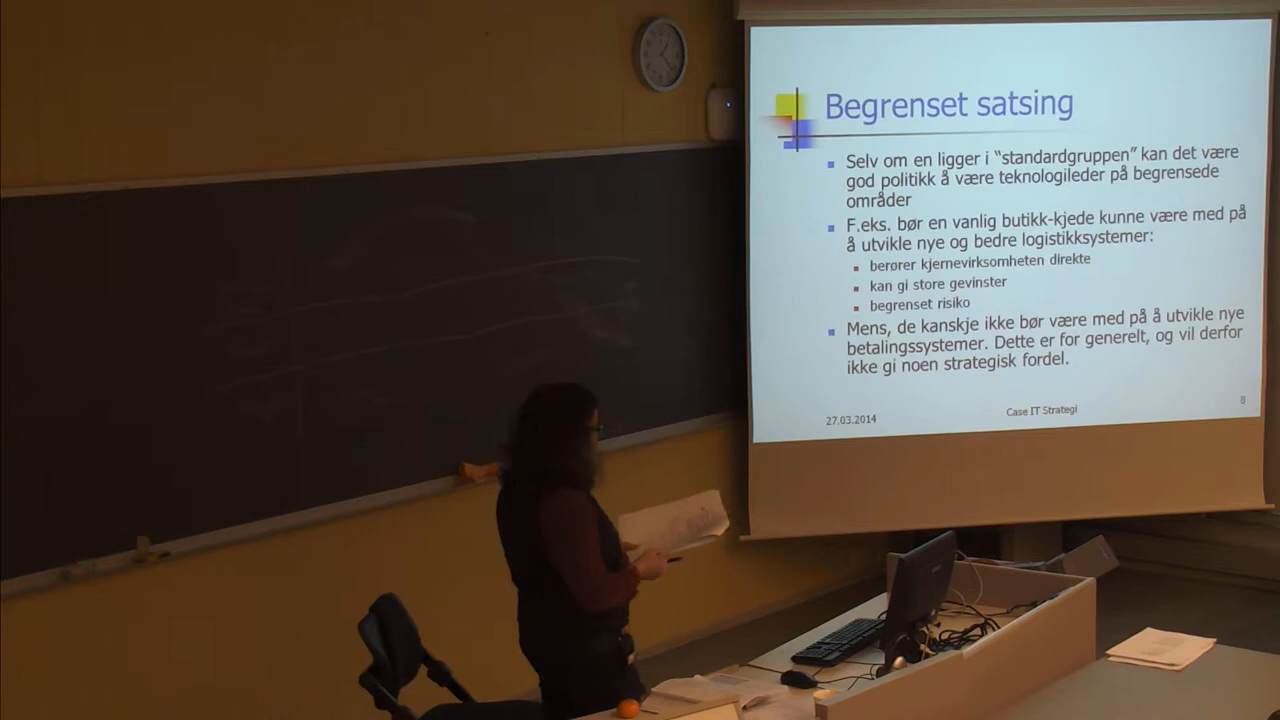 Begrenset satsing
Selv om en ligger i “standardgruppen” kan det være
god politikk å være teknologileder på begrensede
områder
F.eks. bør en vanlig butikk-kjede kunne være med på
å utvikle nye og bedre logistikksystemer:
berører kjernevirksomheten direkte
kan gi store gevinster
begrenset risiko
Mens, de kanskje ikke bør være med på å utvikle nye
betalingssystemer. Dette er for generelt, og vil derfor
ikke gi noen strategisk fordel.
27.03.2014
Case IT Strategi
8